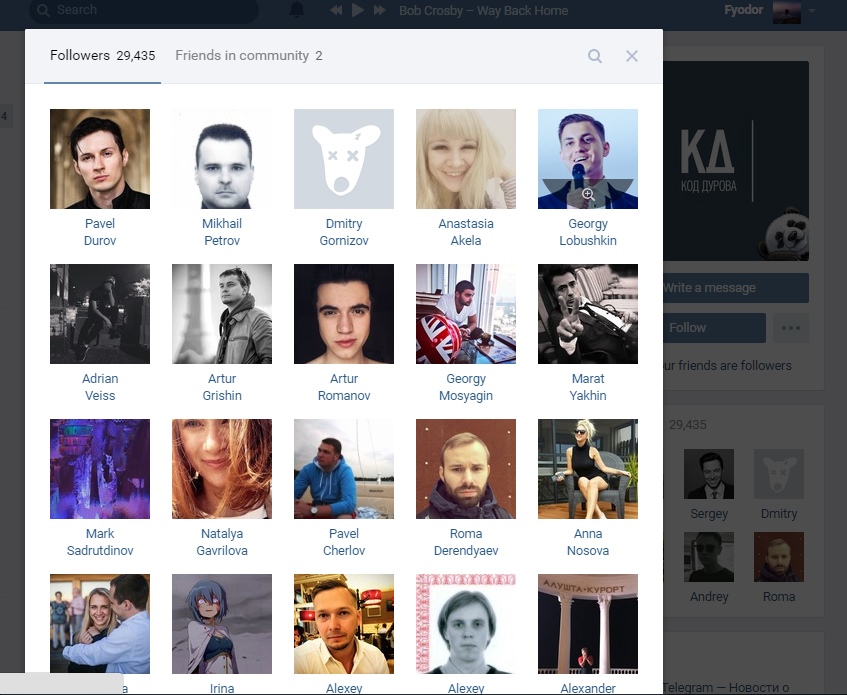 Search
Bob Crosby – Way Back Home
Fyodor
Followers 29,435
Friends in community 2
4
Pavel
Durov
Mikhail
Petrov
Dmitry
Gornizov
Anastasia
Akela
Georgy
Lobushkin
КД
КОД ДУРОВА
Adrian
Veiss
Artur
Grishin
Artur
Romanov
Georgy
Mosyagin
Marat
Yakhin
Write a message
Follow
ur friends are followers
Mark
Sadrutdinov
Natalya
Gavrilova
Pavel
Cherlov
Roma
Derendyaev
Anna
Nosova
29,435
Sergey
Dmitry
Andrey
Roma
АЛУШТА-КУРОРТ
a
Irina
Alexey
Alexey
Alexander
Telegram — Новости о